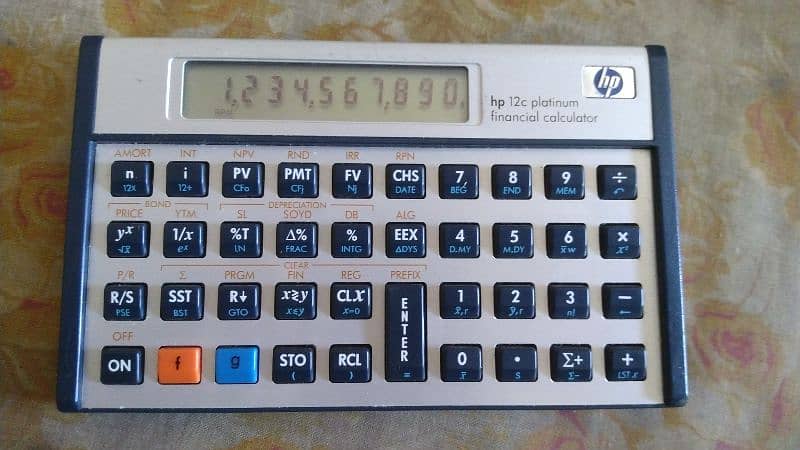 1,234,567,890.
RPN
hp
hp 12c platinum
financial calculator
AMORT INT NPV RND IRR RPN
n i PV PMT FV CHS 7 8 9 ÷
12x 12÷ CFo CFj Nj DATE BEG END MEM ↶
BOND DEPRECIATION
PRICE YTM SL SOYD DB ALG
yˣ 1/x %T Δ% % EEX 4 5 6 ×
√x eˣ LN FRAC INTG ΔDYS D.MY M.DY x̄w x²
CLEAR
P/R Σ PRGM FIN REG PREFIX
R/S SST R↓ x≷y CLx ENTER 1 2 3 −
PSE BST GTO x≤y x=0 = x̂,r ŷ,r n! ←
OFF
ON f g STO RCL 0 • Σ+ +
( ) x̄ s Σ− LST x